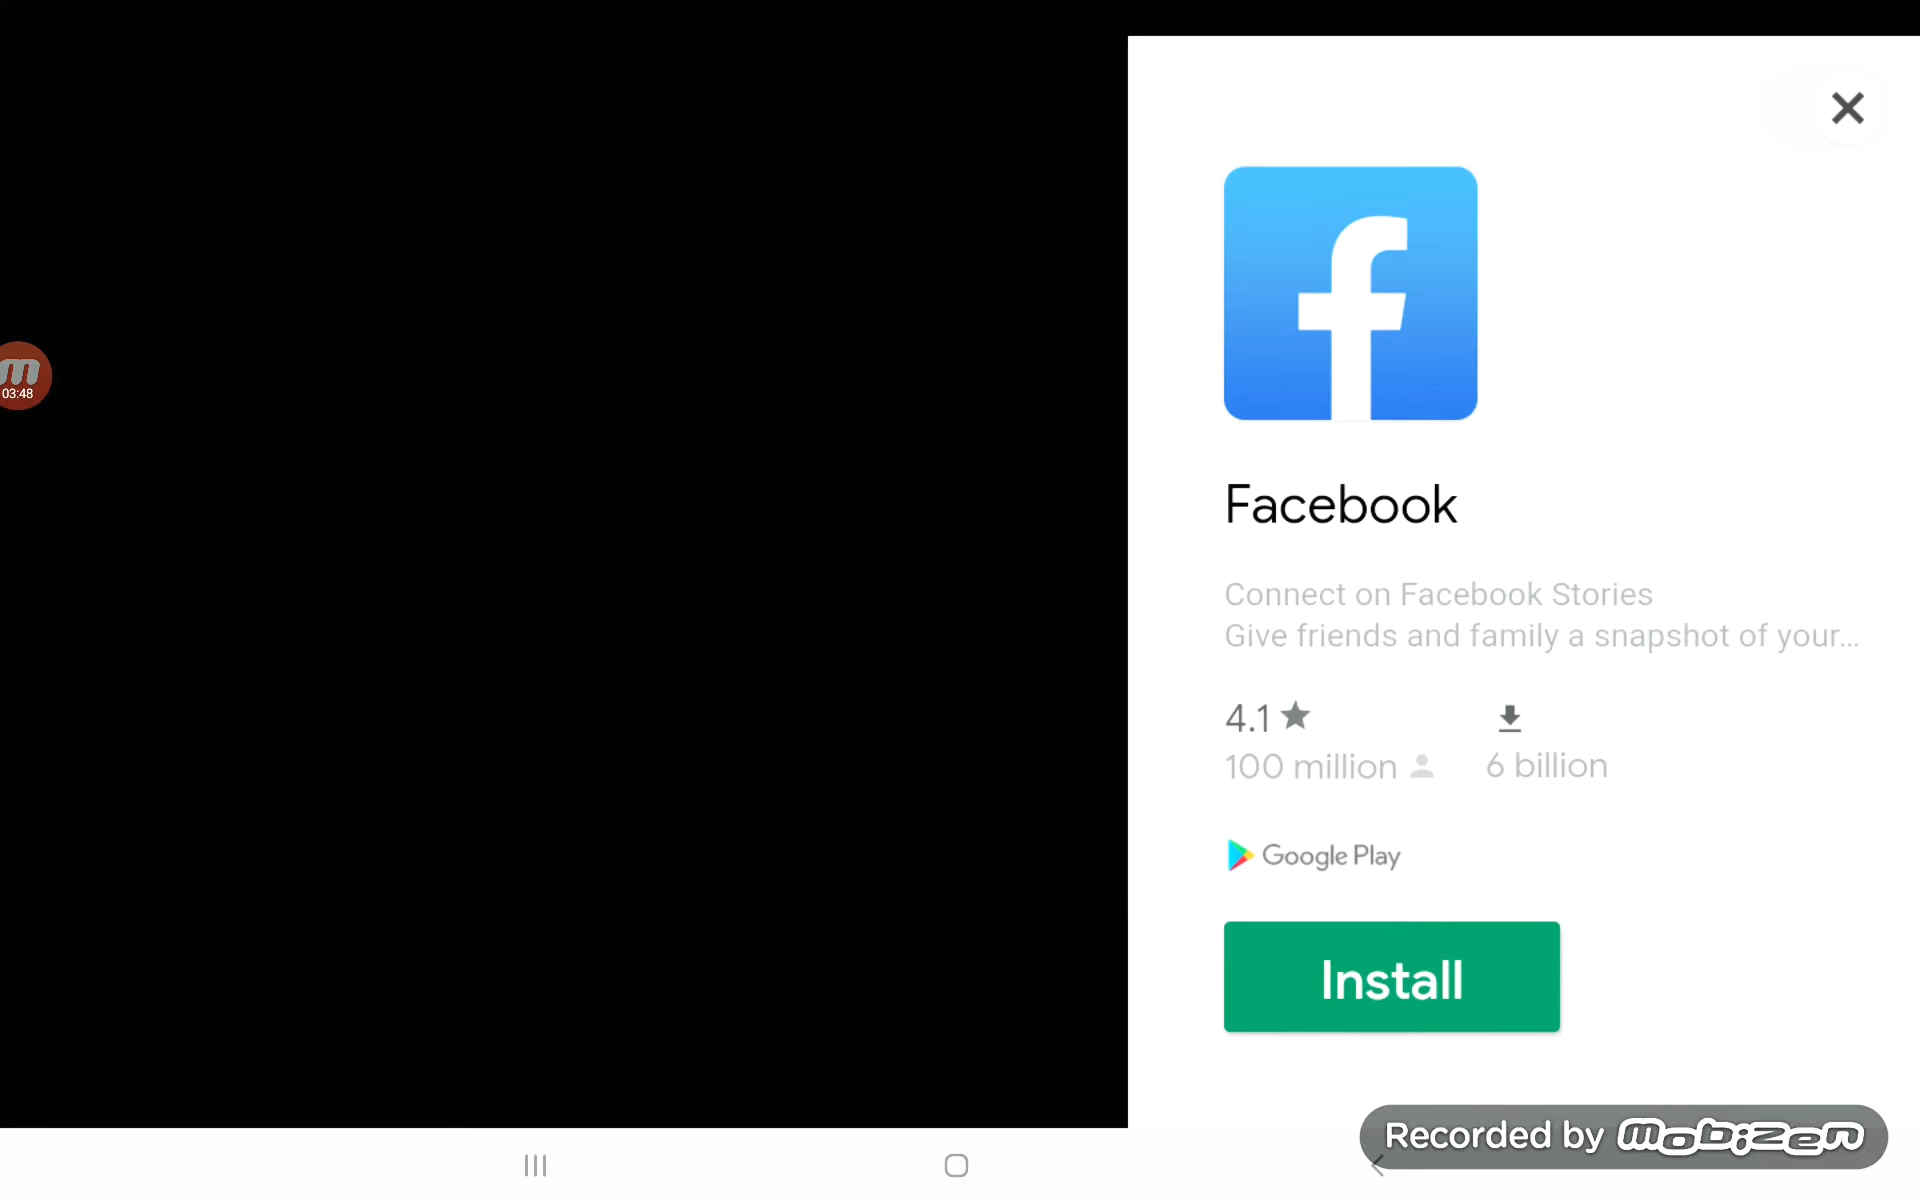 m
03:48
f
Facebook
Connect on Facebook Stories
Give friends and family a snapshot of your...
4.1
100 million
6 billion
Google Play
Install
Recorded by mobizen